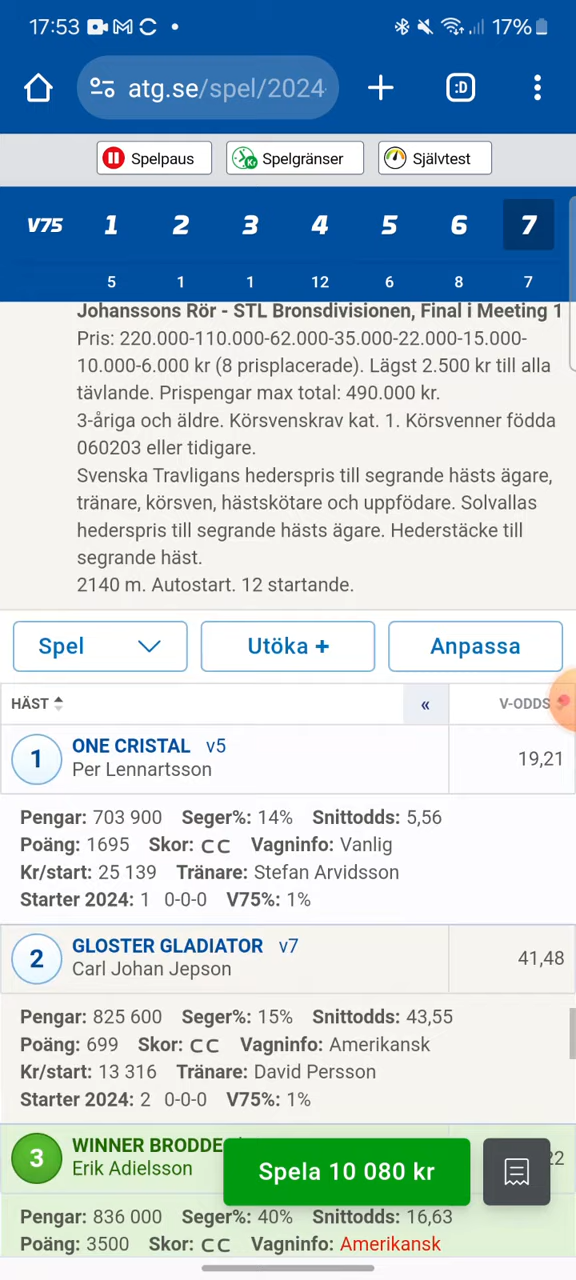 17:53 17%
atg.se/spel/2024
:D
Spelpaus Spelgränser Självtest
V75 1 2 3 4 5 6 7
5 1 1 12 6 8 7
Johanssons Rör - STL Bronsdivisionen, Final i Meeting 1
Pris: 220.000-110.000-62.000-35.000-22.000-15.000-
10.000-6.000 kr (8 prisplacerade). Lägst 2.500 kr till alla
tävlande. Prispengar max total: 490.000 kr.
3-åriga och äldre. Körsvenskrav kat. 1. Körsvenner födda
060203 eller tidigare.
Svenska Travligans hederspris till segrande hästs ägare,
tränare, körsven, hästskötare och uppfödare. Solvallas
hederspris till segrande hästs ägare. Hederstäcke till
segrande häst.
2140 m. Autostart. 12 startande.
Spel Utöka + Anpassa
HÄST « V-ODDS
1 ONE CRISTAL v5 19,21
Per Lennartsson
Pengar: 703 900 Seger%: 14% Snittodds: 5,56
Poäng: 1695 Skor: C C Vagninfo: Vanlig
Kr/start: 25 139 Tränare: Stefan Arvidsson
Starter 2024: 1 0-0-0 V75%: 1%
2 GLOSTER GLADIATOR v7 41,48
Carl Johan Jepson
Pengar: 825 600 Seger%: 15% Snittodds: 43,55
Poäng: 699 Skor: C C Vagninfo: Amerikansk
Kr/start: 13 316 Tränare: David Persson
Starter 2024: 2 0-0-0 V75%: 1%
3 WINNER BRODDE
Erik Adielsson
Spela 10 080 kr
Pengar: 836 000 Seger%: 40% Snittodds: 16,63
Poäng: 3500 Skor: C C Vagninfo: Amerikansk